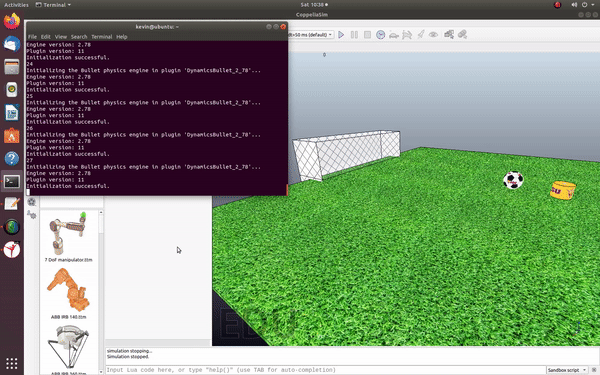 Activities Terminal Sat 10:38
CoppeliaSim
kevin@ubuntu: ~
File Edit View Search Terminal Help
dt=50 ms (default)
Engine version: 2.78
Plugin version: 11
Initialization successful.
24
Initializing the Bullet physics engine in plugin 'DynamicsBullet_2_78'...
Engine version: 2.78
Plugin version: 11
Initialization successful.
25
Initializing the Bullet physics engine in plugin 'DynamicsBullet_2_78'...
Engine version: 2.78
Plugin version: 11
Initialization successful.
26
Initializing the Bullet physics engine in plugin 'DynamicsBullet_2_78'...
Engine version: 2.78
Plugin version: 11
Initialization successful.
27
Initializing the Bullet physics engine in plugin 'DynamicsBullet_2_78'...
Engine version: 2.78
Plugin version: 11
Initialization successful.
7 DoF manipulator.ttm
ABB IRB 140.ttm
ABB IRB 360.ttm
simulation stopping...
Simulation stopped.
Input Lua code here, or type "help()" (use TAB for auto-completion)
Sandbox script